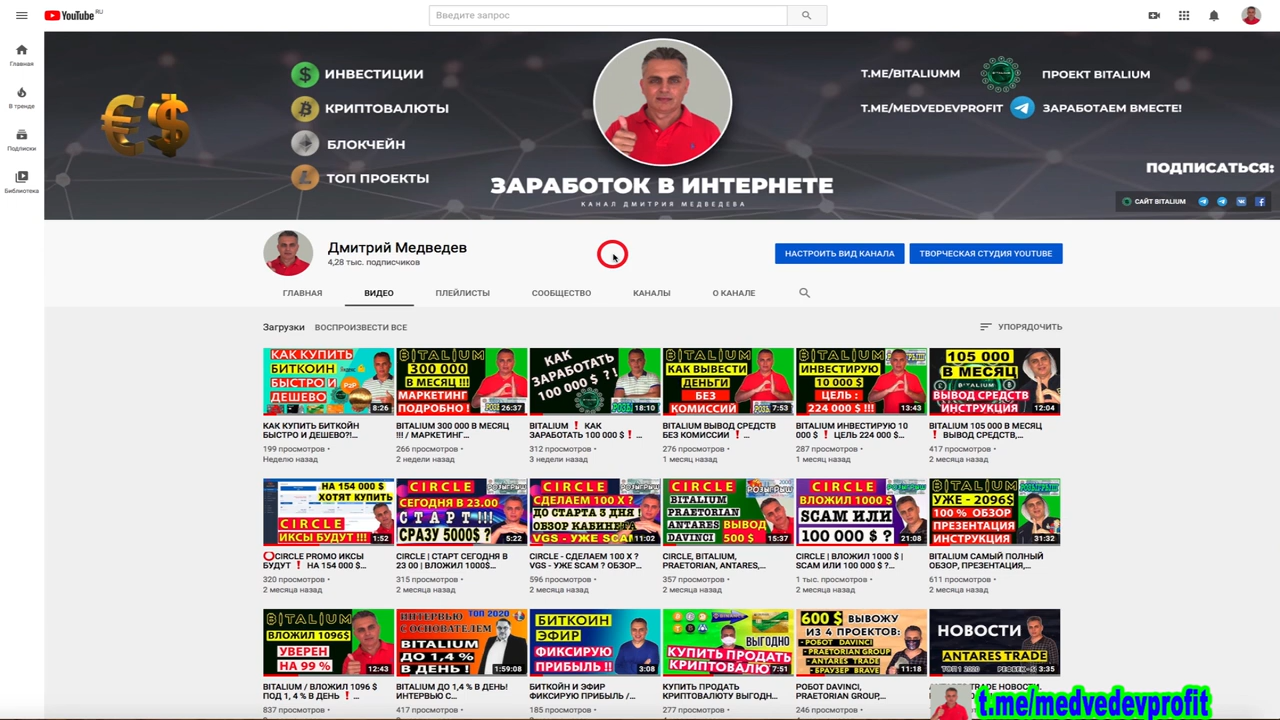 YouTube RU
Введите запрос
Главная
В тренде
Подписки
Библиотека
ИНВЕСТИЦИИ
КРИПТОВАЛЮТЫ
БЛОКЧЕЙН
ТОП ПРОЕКТЫ
T.ME/BITALIUMM
ПРОЕКТ BITALIUM
T.ME/MEDVEDEVPROFIT
ЗАРАБОТАЕМ ВМЕСТЕ!
ЗАРАБОТОК В ИНТЕРНЕТЕ
КАНАЛ ДМИТРИЯ МЕДВЕДЕВА
ПОДПИСАТЬСЯ:
САЙТ BITALIUM
Дмитрий Медведев
4,28 тыс. подписчиков
НАСТРОИТЬ ВИД КАНАЛА
ТВОРЧЕСКАЯ СТУДИЯ YOUTUBE
ГЛАВНАЯ
ВИДЕО
ПЛЕЙЛИСТЫ
СООБЩЕСТВО
КАНАЛЫ
О КАНАЛЕ
Загрузки
ВОСПРОИЗВЕСТИ ВСЕ
УПОРЯДОЧИТЬ
КАК КУПИТЬ
БИТКОИН
БЫСТРО И
ДЕШЕВО
P2P
8:26
КАК КУПИТЬ БИТКОЙН
БЫСТРО И ДЕШЕВО?!...
199 просмотров •
Неделю назад
BITALIUM
300 000
В МЕСЯЦ !!!
МАРКЕТИНГ
ПОДРОБНО !
26:37
BITALIUM 300 000 В МЕСЯЦ
!!! / МАРКЕТИНГ...
266 просмотров •
2 недели назад
КАК
ЗАРАБОТАТЬ
100 000 $ ?!
18:10
BITALIUM ❗ КАК
ЗАРАБОТАТЬ 100 000 $❗...
312 просмотров •
3 недели назад
BITALIUM
КАК ВЫВЕСТИ
ДЕНЬГИ
БЕЗ
КОМИССИЙ
7:53
BITALIUM ВЫВОД СРЕДСТВ
БЕЗ КОМИССИИ ❗...
276 просмотров •
1 месяц назад
BITALIUM
ИНВЕСТИРУЮ
10 000 $
ЦЕЛЬ :
224 000 $ !!!
13:43
BITALIUM ИНВЕСТИРУЮ 10
000 $ ❗ ЦЕЛЬ 224 000 $...
287 просмотров •
1 месяц назад
105 000
В МЕСЯЦ
BITALIUM
ВЫВОД СРЕДСТВ
ИНСТРУКЦИЯ
12:04
BITALIUM 105 000 В МЕСЯЦ
❗ ВЫВОД СРЕДСТВ,...
417 просмотров •
2 месяца назад
НА 154 000 $
ХОТЯТ КУПИТЬ
CIRCLE
ИКСЫ БУДУТ !!!
1:52
⭕CIRCLE PROMO ИКСЫ
БУДУТ ❗ НА 154 000 $...
320 просмотров •
2 месяца назад
CIRCLE
СЕГОДНЯ В 23.00
СТАРТ!!!
СРАЗУ 5000$ ?
5:22
CIRCLE | СТАРТ СЕГОДНЯ В
23 00 | ВЛОЖИЛ 1000$...
315 просмотров •
2 месяца назад
CIRCLE
СДЕЛАЕМ 100 X ?
ДО СТАРТА 3 ДНЯ !
ОБЗОР КАБИНЕТА
VGS - УЖЕ SCAM
11:02
CIRCLE - СДЕЛАЕМ 100 X ?
VGS - УЖЕ SCAM ? ОБЗОР...
596 просмотров •
2 месяца назад
CIRCLE
BITALIUM
PRAETORIAN
ANTARES
DAVINCI
ВЫВОД
500 $
15:37
CIRCLE, BITALIUM,
PRAETORIAN, ANTARES,...
357 просмотров •
2 месяца назад
CIRCLE
ВЛОЖИЛ 1000$
SCAM ИЛИ
100 000 $ ?
21:08
CIRCLE | ВЛОЖИЛ 1000 $ |
SCAM ИЛИ 100 000 $ ?...
1 тыс. просмотров •
2 месяца назад
BITALIUM
УЖЕ - 2096$
100 % ОБЗОР
ПРЕЗЕНТАЦИЯ
ИНСТРУКЦИЯ
31:32
BITALIUM САМЫЙ ПОЛНЫЙ
ОБЗОР, ПРЕЗЕНТАЦИЯ,...
611 просмотров •
2 месяца назад
BITALIUM
ВЛОЖИЛ 1096$
УВЕРЕН
НА 99 %
12:43
BITALIUM / ВЛОЖИЛ 1096 $
ПОД 1, 4 % В ДЕНЬ ❗ ...
837 просмотров •
ИНТЕРВЬЮ ТОП 2020
С ОСНОВАТЕЛЕМ
BITALIUM
ДО 1,4 %
В ДЕНЬ !
1:59:08
BITALIUM ДО 1,4 % В ДЕНЬ!
ИНТЕРВЬЮ С...
417 просмотров •
БИТКОИН
ЭФИР
ФИКСИРУЮ
ПРИБЫЛЬ !!
3:08
БИТКОЙН И ЭФИР
ФИКСИРУЮ ПРИБЫЛЬ /...
185 просмотров •
ВЫГОДНО
КУПИТЬ ПРОДАТЬ
КРИПТОВАЛЮ
7:51
КУПИТЬ ПРОДАТЬ
КРИПТОВАЛЮТУ ВЫГОДН...
277 просмотров •
600 $ ВЫВОЖУ
ИЗ 4 ПРОЕКТОВ:
- РОБОТ DAVINCI
- PRAETORIAN GROUP
- ANTARES TRADE
- БРАУЗЕР BRAVE
11:18
РОБОТ DAVINCI,
PRAETORIAN GROUP,...
246 просмотров •
НОВОСТИ
ANTARES TRADE
3:35
НОВОСТИ.
t.me/medvedevprofit